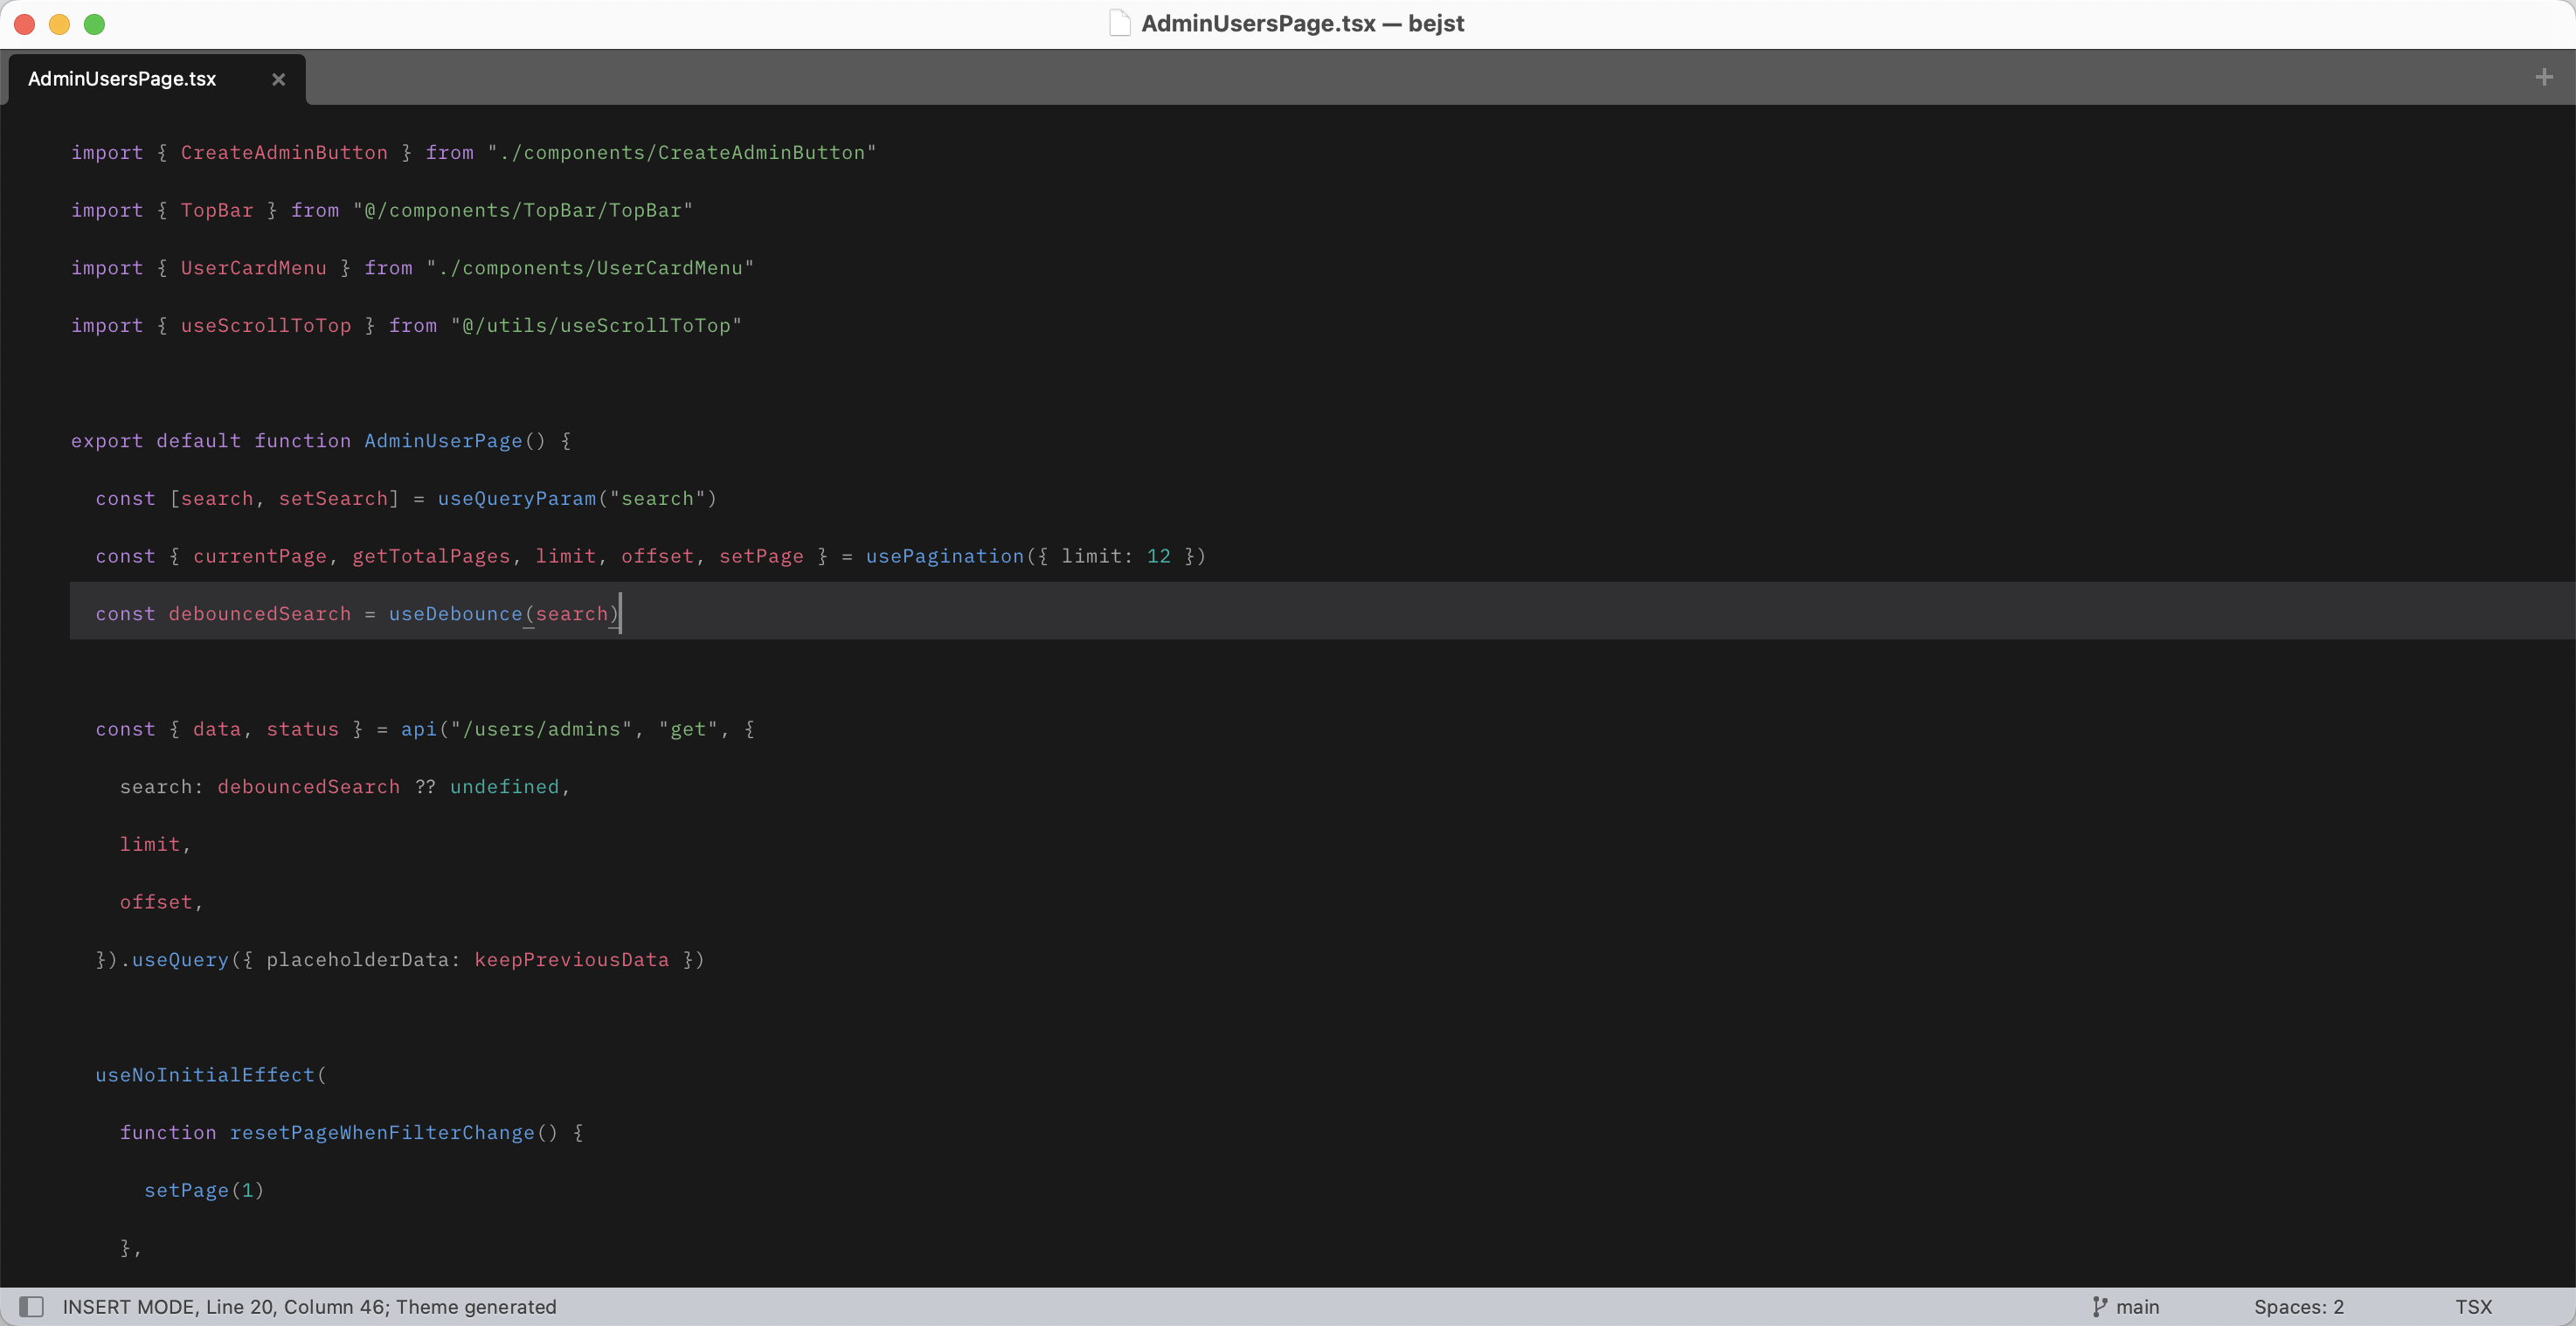 AdminUsersPage.tsx — bejst
AdminUsersPage.tsx
import { CreateAdminButton } from "./components/CreateAdminButton"
import { TopBar } from "@/components/TopBar/TopBar"
import { UserCardMenu } from "./components/UserCardMenu"
import { useScrollToTop } from "@/utils/useScrollToTop"
export default function AdminUserPage() {
  const [search, setSearch] = useQueryParam("search")
  const { currentPage, getTotalPages, limit, offset, setPage } = usePagination({ limit: 12 })
  const debouncedSearch = useDebounce(search)
  const { data, status } = api("/users/admins", "get", {
    search: debouncedSearch ?? undefined,
    limit,
    offset,
  }).useQuery({ placeholderData: keepPreviousData })
  useNoInitialEffect(
    function resetPageWhenFilterChange() {
      setPage(1)
    },
INSERT MODE, Line 20, Column 46; Theme generated
main
Spaces: 2
TSX